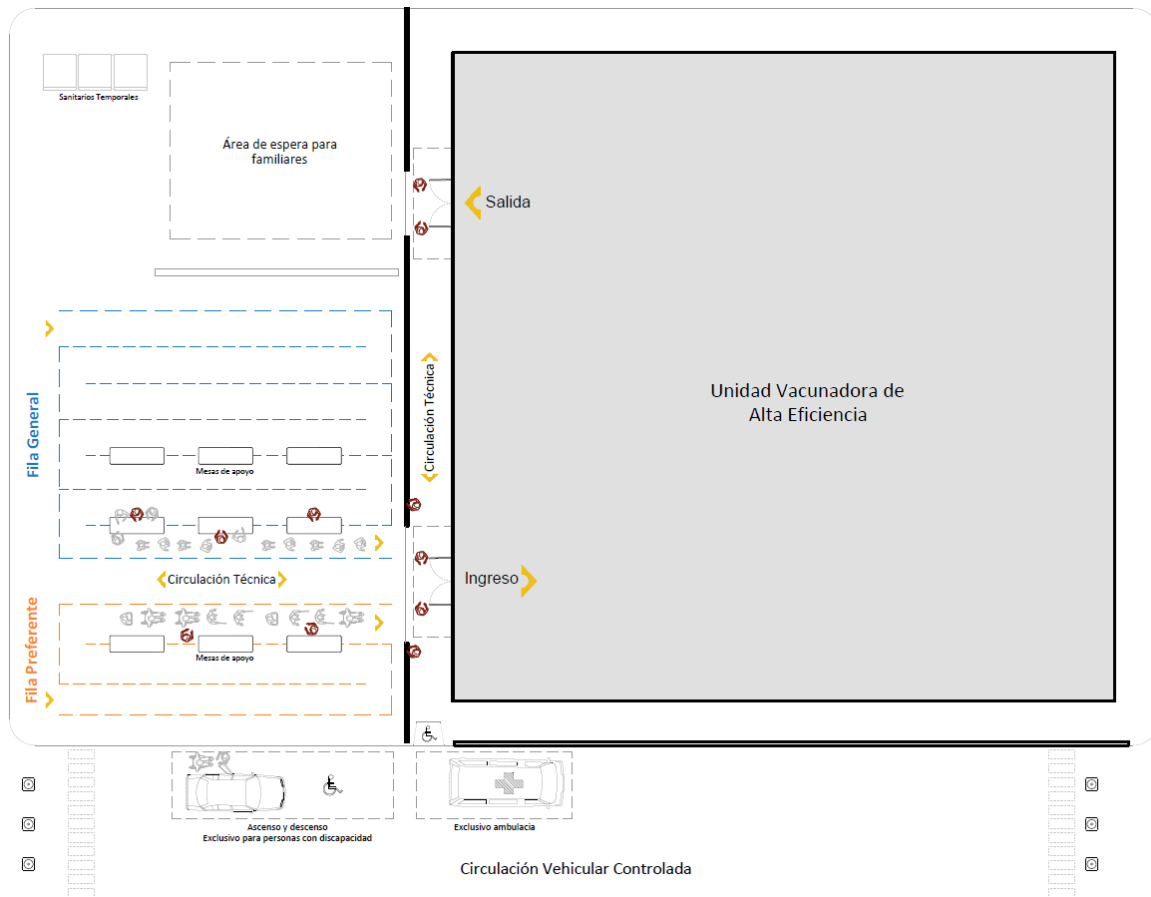 Sanitarios Temporales
Área de espera para
familiares
Salida
Fila General
Circulación Técnica
Unidad Vacunadora de
Alta Eficiencia
Mesas de apoyo
Circulación Técnica
Ingreso
Fila Preferente
Mesas de apoyo
Ascenso y descenso
Exclusivo para personas con discapacidad
Exclusivo ambulacia
Circulación Vehicular Controlada